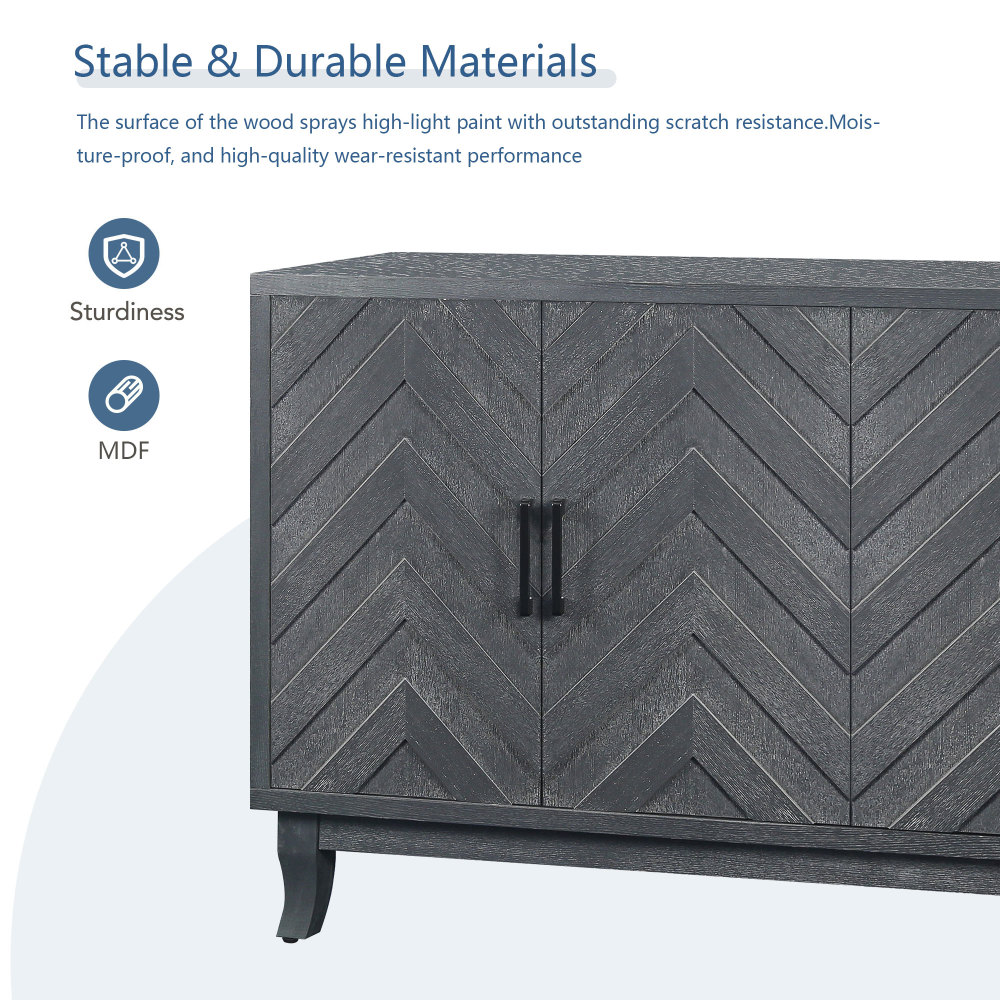 Stable & Durable Materials
The surface of the wood sprays high-light paint with outstanding scratch resistance.Mois-
ture-proof, and high-quality wear-resistant performance
Sturdiness
MDF